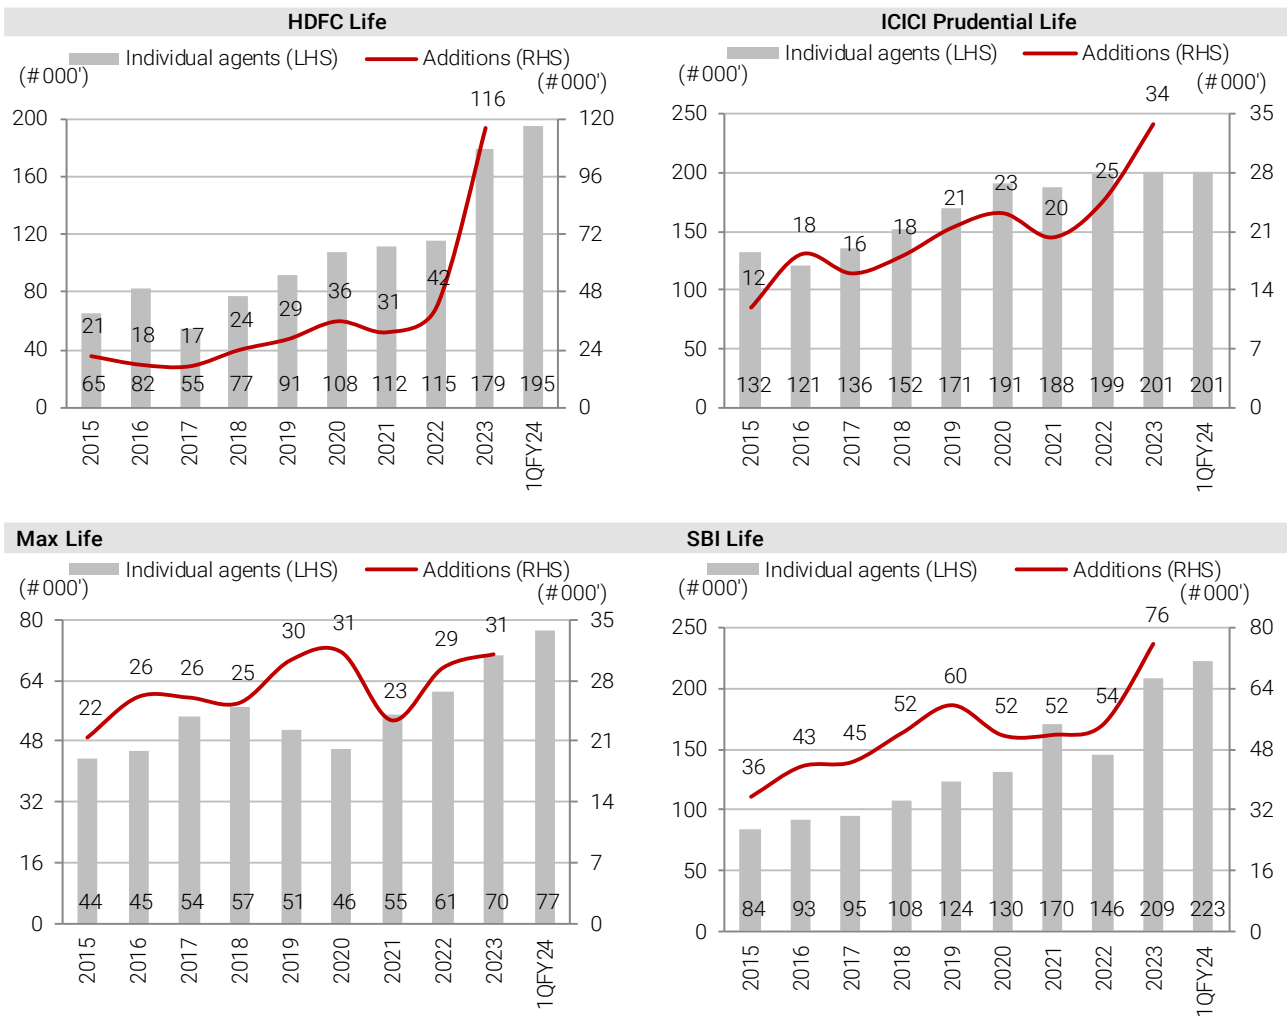 HDFC Life
Individual agents (LHS) Additions (RHS)
(#000') (#000')
200 160 120 80 40 0
120 96 72 48 24 0
21 18 17 24 29 36 31 42 116
65 82 55 77 91 108 112 115 179 195
2015 2016 2017 2018 2019 2020 2021 2022 2023 1QFY24
ICICI Prudential Life
Individual agents (LHS) Additions (RHS)
(#000') (#000')
250 200 150 100 50 0
35 28 21 14 7 0
12 18 16 18 21 23 20 25 34
132 121 136 152 171 191 188 199 201 201
2015 2016 2017 2018 2019 2020 2021 2022 2023 1QFY24
Max Life
Individual agents (LHS) Additions (RHS)
(#000') (#000')
80 64 48 32 16 0
35 28 21 14 7 0
22 26 26 25 30 31 23 29 31
44 45 54 57 51 46 55 61 70 77
2015 2016 2017 2018 2019 2020 2021 2022 2023 1QFY24
SBI Life
Individual agents (LHS) Additions (RHS)
(#000') (#000')
250 200 150 100 50 0
80 64 48 32 16 0
36 43 45 52 60 52 52 54 76
84 93 95 108 124 130 170 146 209 223
2015 2016 2017 2018 2019 2020 2021 2022 2023 1QFY24